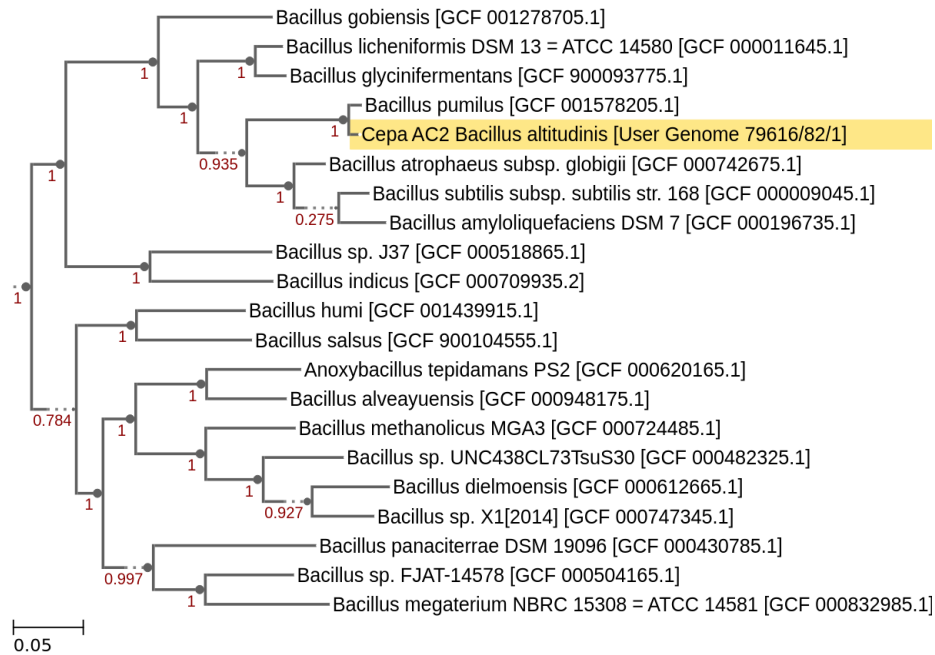 Bacillus gobiensis [GCF 001278705.1]
Bacillus licheniformis DSM 13 = ATCC 14580 [GCF 000011645.1]
1
1
Bacillus glycinifermentans [GCF 900093775.1]
Bacillus pumilus [GCF 001578205.1]
1
1
Cepa AC2 Bacillus altitudinis [User Genome 79616/82/1]
0.935
Bacillus atrophaeus subsp. globigii [GCF 000742675.1]
1
Bacillus subtilis subsp. subtilis str. 168 [GCF 000009045.1]
1
0.275
Bacillus amyloliquefaciens DSM 7 [GCF 000196735.1]
Bacillus sp. J37 [GCF 000518865.1]
1
Bacillus indicus [GCF 000709935.2]
1
Bacillus humi [GCF 001439915.1]
1
Bacillus salsus [GCF 900104555.1]
Anoxybacillus tepidamans PS2 [GCF 000620165.1]
1
Bacillus alveayuensis [GCF 000948175.1]
0.784
1
Bacillus methanolicus MGA3 [GCF 000724485.1]
1
Bacillus sp. UNC438CL73TsuS30 [GCF 000482325.1]
1
Bacillus dielmoensis [GCF 000612665.1]
1
0.927
Bacillus sp. X1[2014] [GCF 000747345.1]
Bacillus panaciterrae DSM 19096 [GCF 000430785.1]
0.997
Bacillus sp. FJAT-14578 [GCF 000504165.1]
1
Bacillus megaterium NBRC 15308 = ATCC 14581 [GCF 000832985.1]
0.05